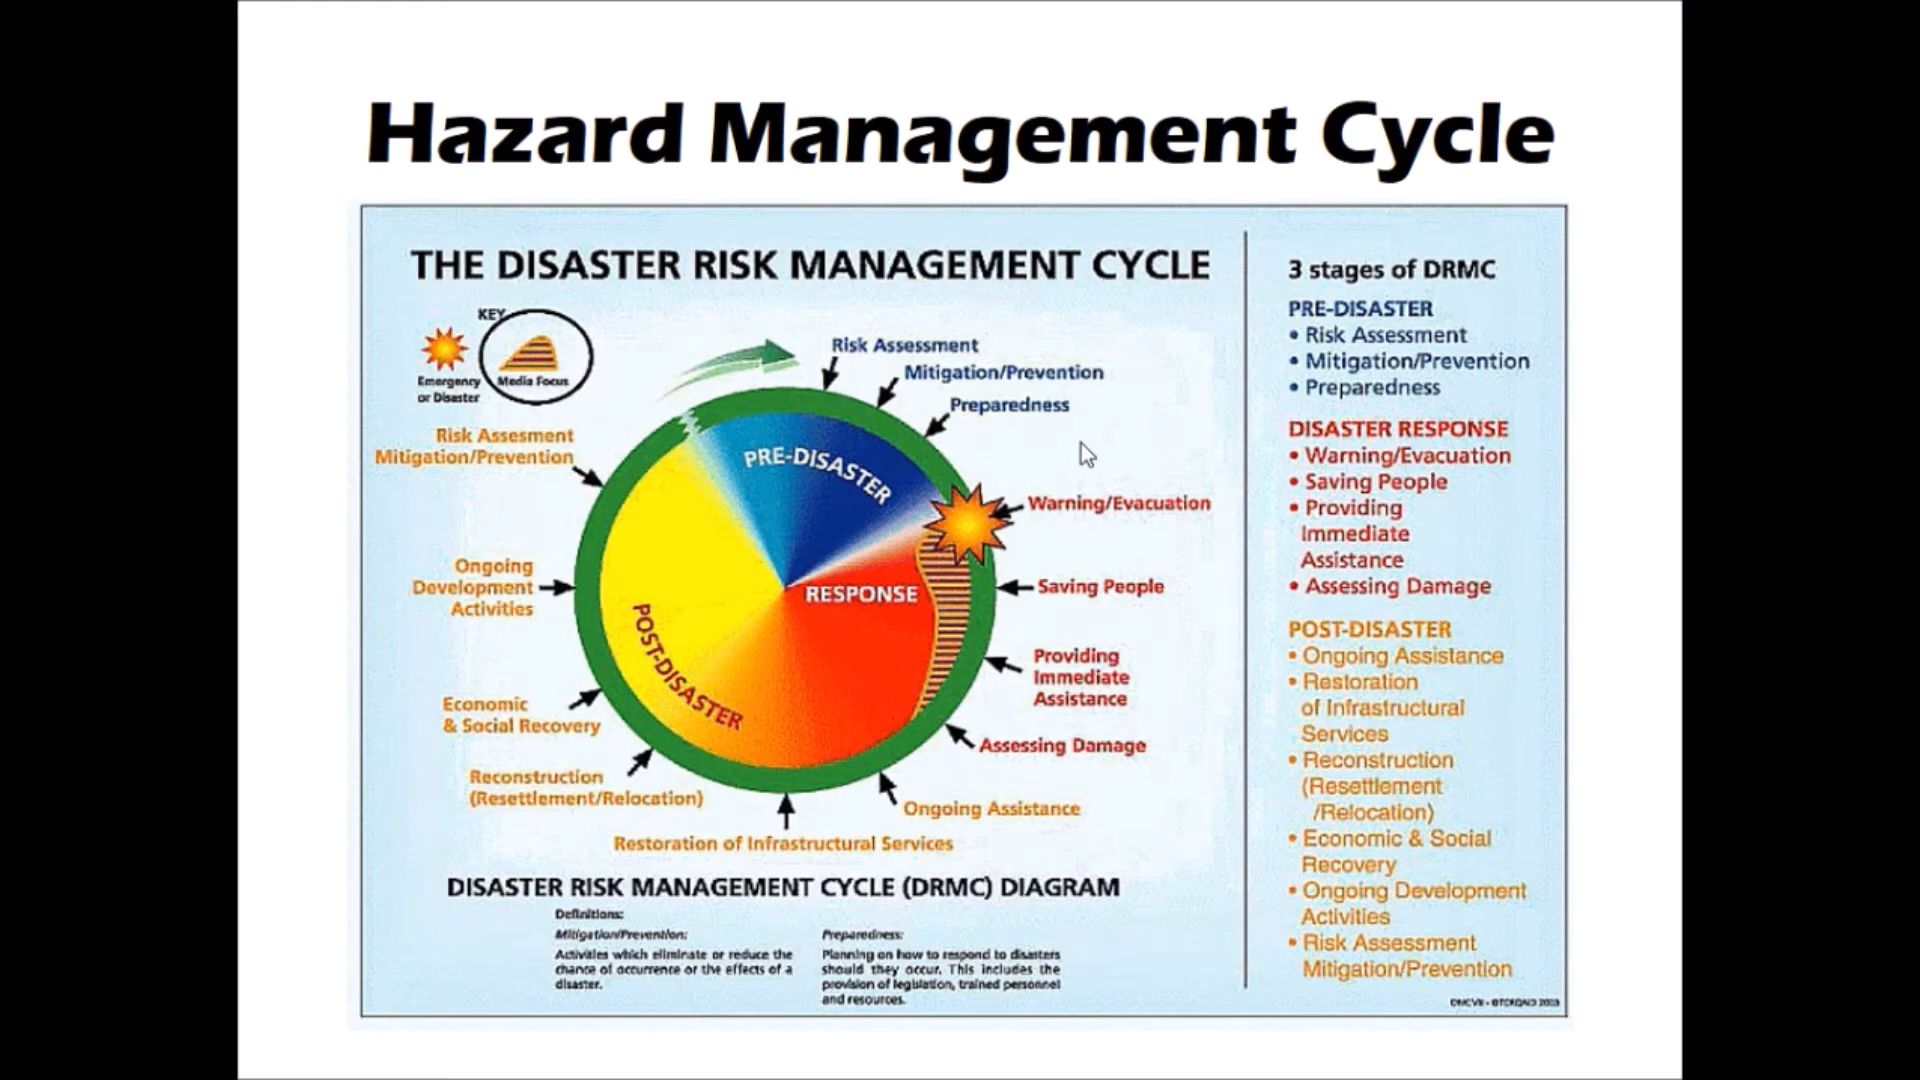 Hazard Management Cycle
THE DISASTER RISK MANAGEMENT CYCLE
KEY
Emergency
or Disaster
Media Focus
Risk Assessment
Mitigation/Prevention
Preparedness
Warning/Evacuation
Saving People
Providing
Immediate
Assistance
Assessing Damage
Ongoing Assistance
Restoration of Infrastructural Services
Reconstruction
(Resettlement/Relocation)
Economic
& Social Recovery
Ongoing
Development
Activities
Risk Assesment
Mitigation/Prevention
PRE-DISASTER
RESPONSE
POST-DISASTER
DISASTER RISK MANAGEMENT CYCLE (DRMC) DIAGRAM
Definitions:
Mitigation/Prevention:
Activities which eliminate or reduce the
chance of occurrence or the effects of a
disaster.
Preparedness:
Planning on how to respond to disasters
should they occur. This includes the
provision of legislation, trained personnel
and resources.
3 stages of DRMC
PRE-DISASTER
• Risk Assessment
• Mitigation/Prevention
• Preparedness
DISASTER RESPONSE
• Warning/Evacuation
• Saving People
• Providing
Immediate
Assistance
• Assessing Damage
POST-DISASTER
• Ongoing Assistance
• Restoration
of Infrastructural
Services
• Reconstruction
(Resettlement
/Relocation)
• Economic & Social
Recovery
• Ongoing Development
Activities
• Risk Assessment
Mitigation/Prevention